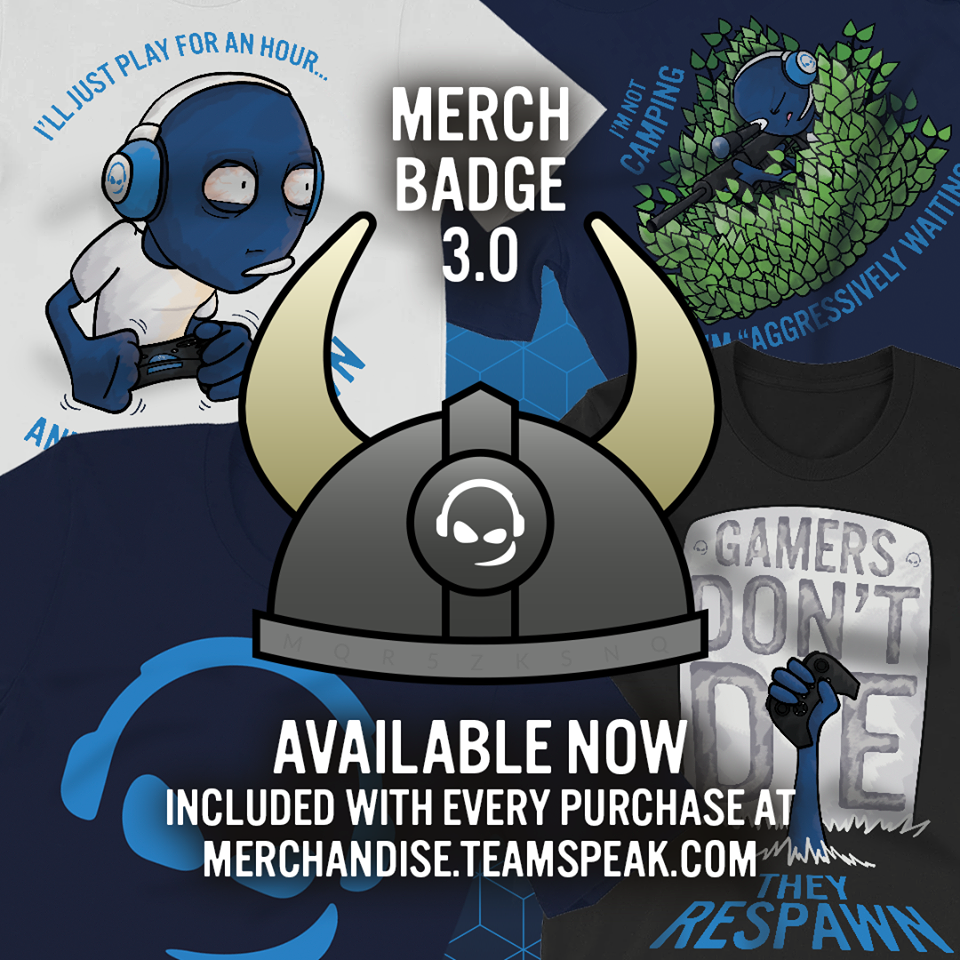 I'LL JUST PLAY FOR AN HOUR...
MERCH
BADGE
3.0
I'M NOT
CAMPING
"AGGRESSIVELY WAITING
GAMERS
DON'T
DIE
THEY
RESPAWN
AVAILABLE NOW
INCLUDED WITH EVERY PURCHASE AT
MERCHANDISE.TEAMSPEAK.COM